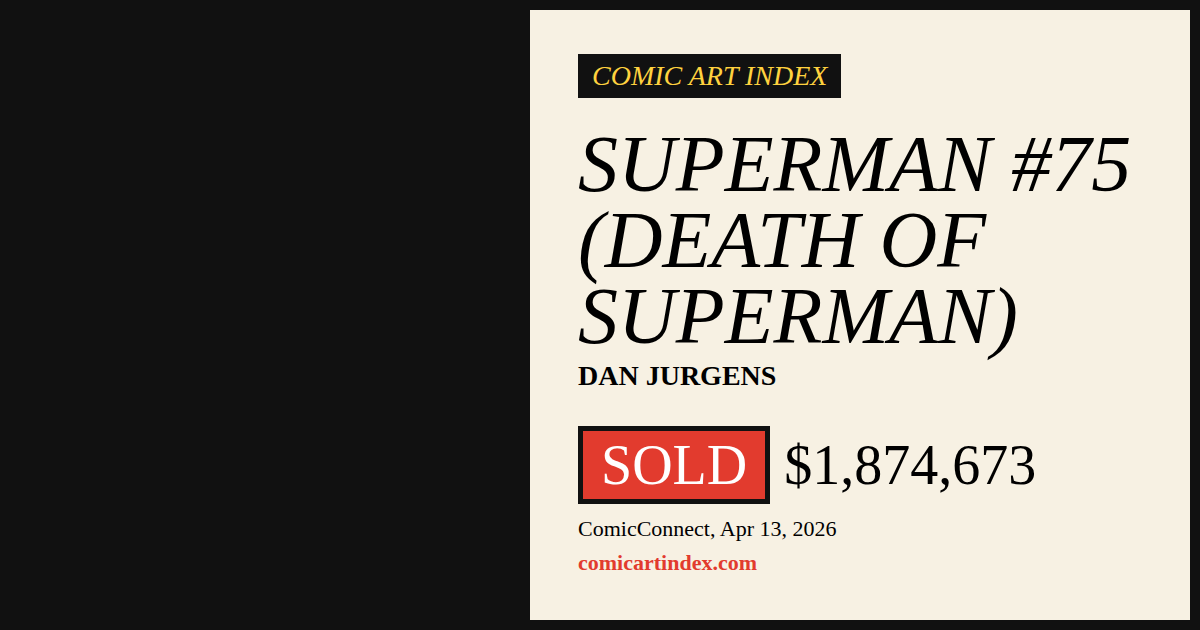 COMIC ART INDEX
SUPERMAN #75
(DEATH OF
SUPERMAN)
DAN JURGENS
SOLD $1,874,673
ComicConnect, Apr 13, 2026
comicartindex.com